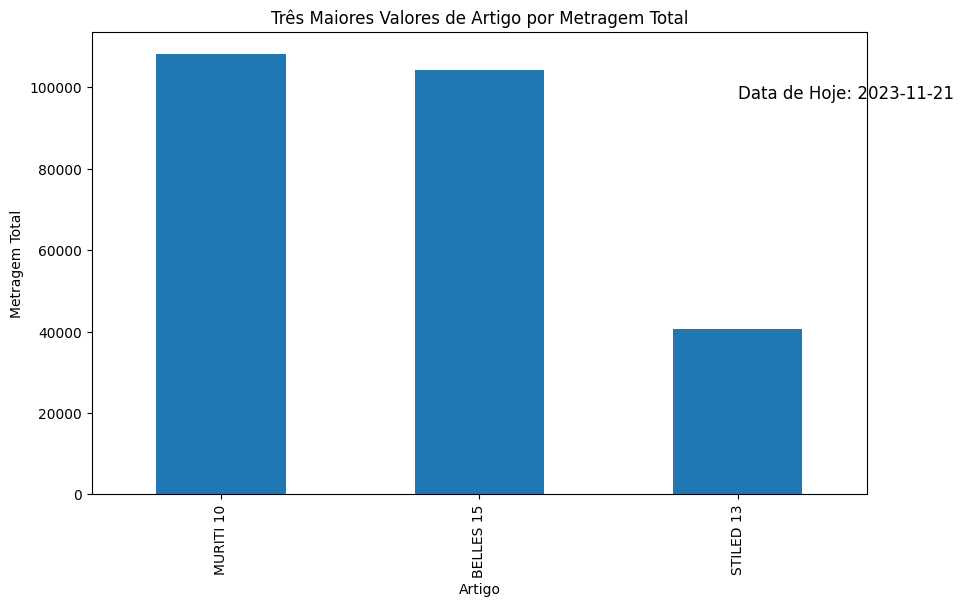 Três Maiores Valores de Artigo por Metragem Total
Data de Hoje: 2023-11-21
Metragem Total
100000
80000
60000
40000
20000
0
MURITI 10
BELLES 15
STILED 13
Artigo